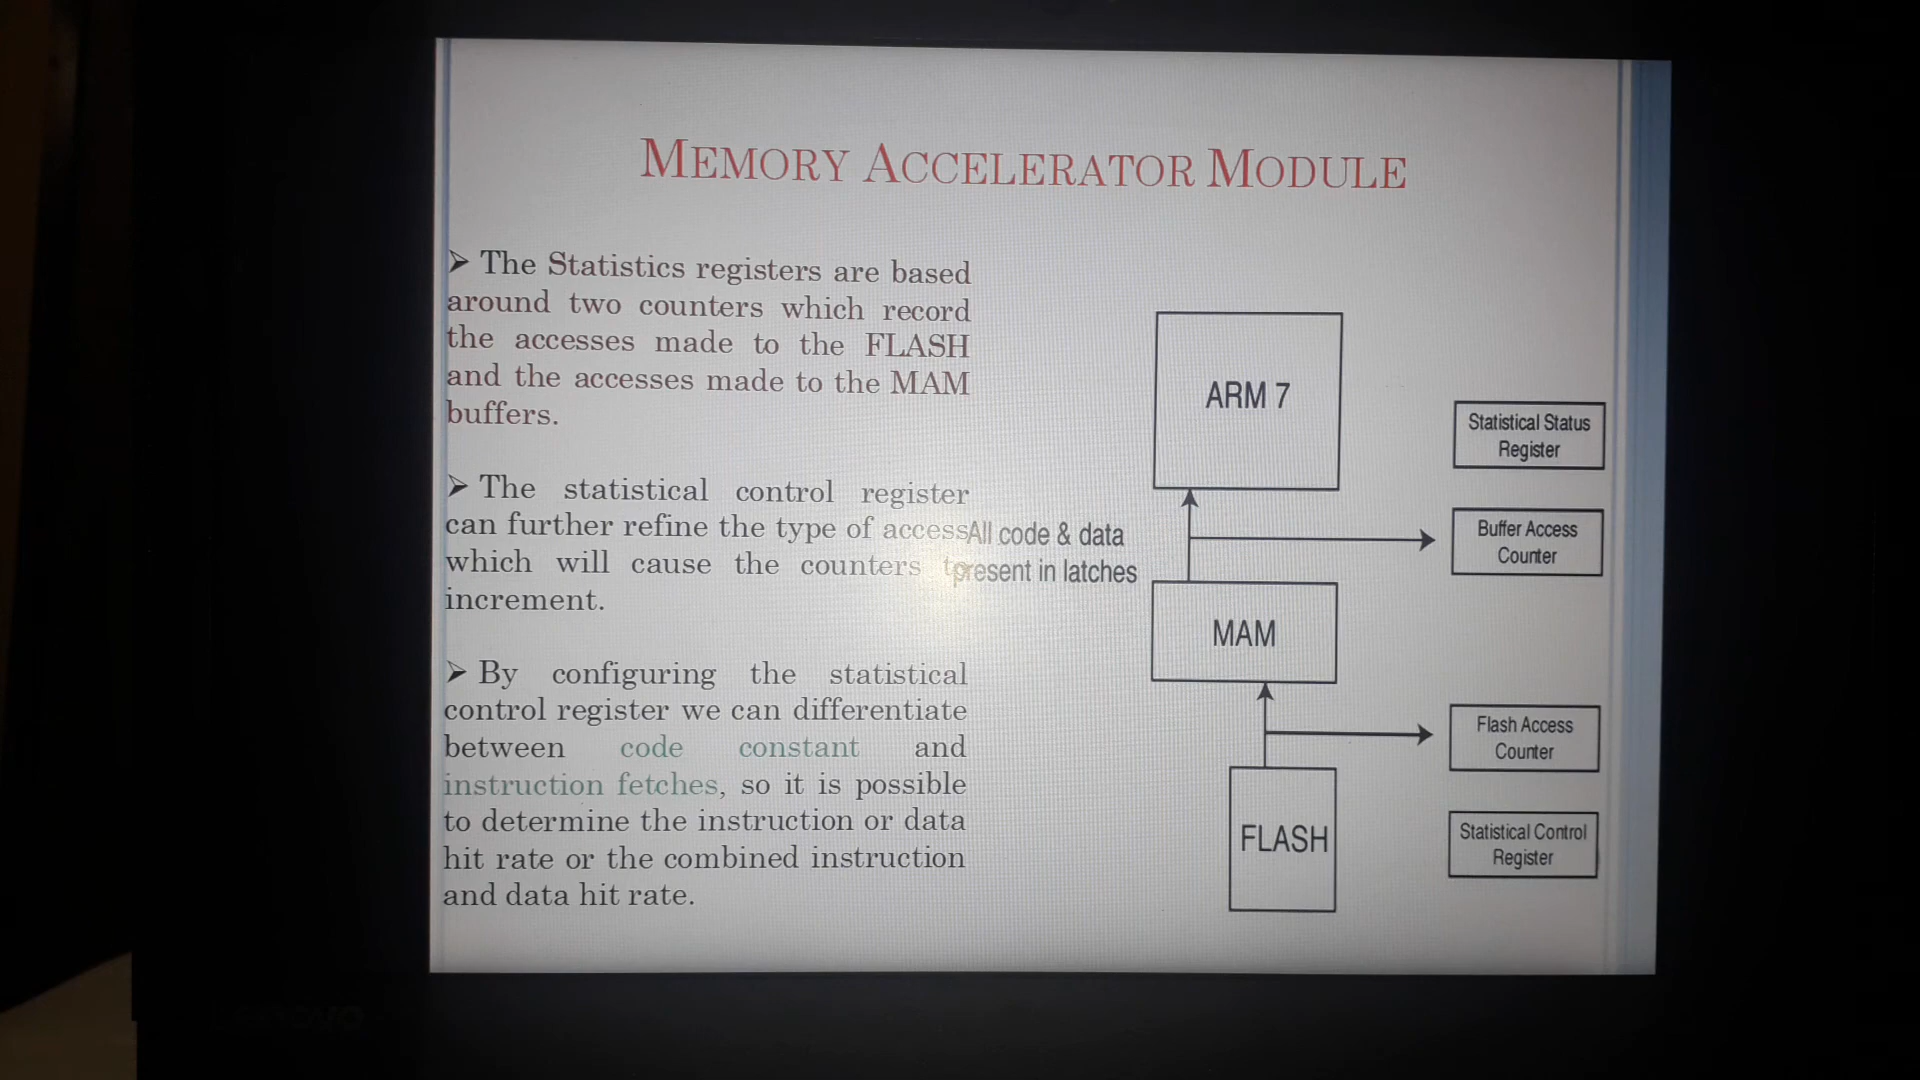 MEMORY ACCELERATOR MODULE
➢ The Statistics registers are based
around two counters which record
the accesses made to the FLASH
and the accesses made to the MAM
buffers.
➢ The statistical control register
can further refine the type of access
which will cause the counters to
increment.
➢ By configuring the statistical
control register we can differentiate
between code constant and
instruction fetches, so it is possible
to determine the instruction or data
hit rate or the combined instruction
and data hit rate.
ARM 7
All code & data
present in latches
MAM
FLASH
Statistical Status
Register
Buffer Access
Counter
Flash Access
Counter
Statistical Control
Register